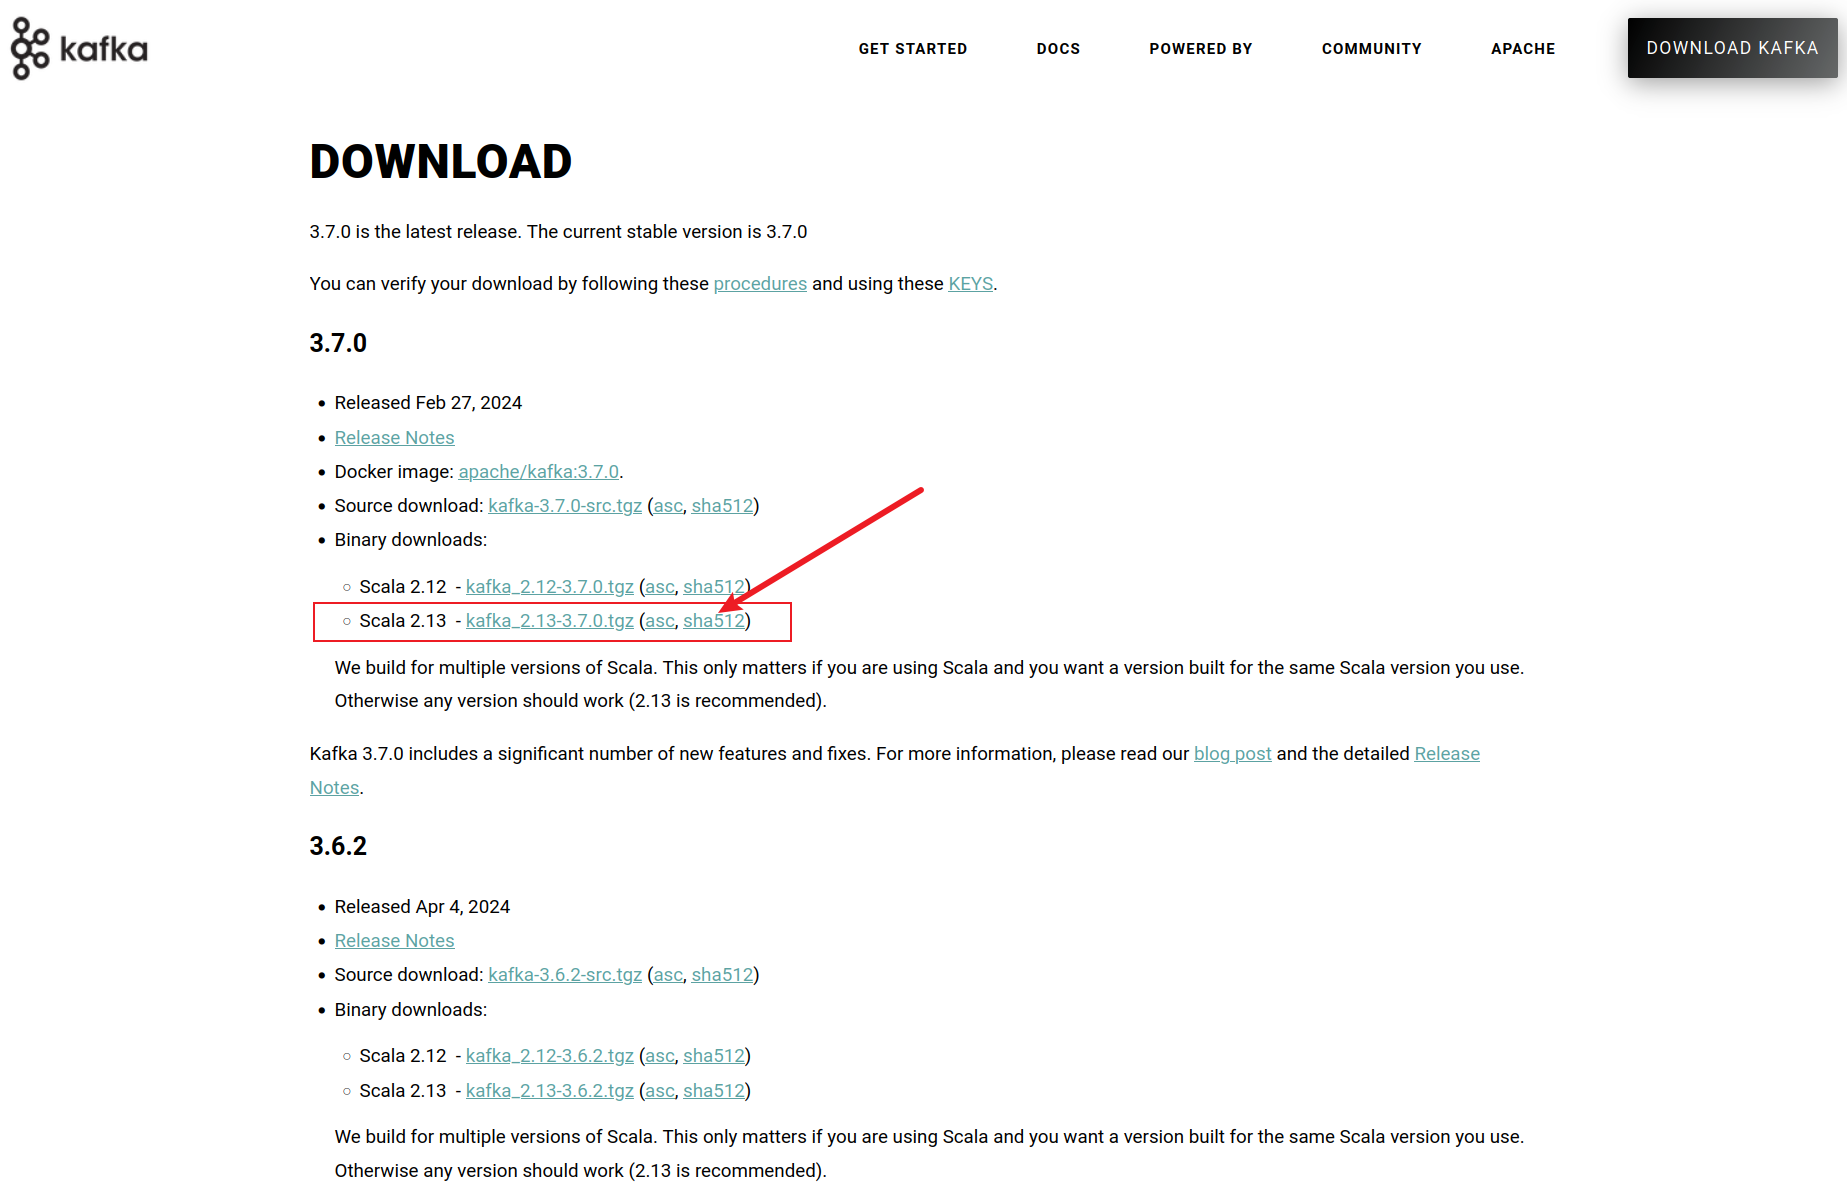 kafka
GET STARTED DOCS POWERED BY COMMUNITY APACHE DOWNLOAD KAFKA
DOWNLOAD
3.7.0 is the latest release. The current stable version is 3.7.0
You can verify your download by following these procedures and using these KEYS.
3.7.0
• Released Feb 27, 2024
• Release Notes
• Docker image: apache/kafka:3.7.0.
• Source download: kafka-3.7.0-src.tgz (asc, sha512)
• Binary downloads:
○ Scala 2.12 - kafka_2.12-3.7.0.tgz (asc, sha512)
○ Scala 2.13 - kafka_2.13-3.7.0.tgz (asc, sha512)
We build for multiple versions of Scala. This only matters if you are using Scala and you want a version built for the same Scala version you use.
Otherwise any version should work (2.13 is recommended).
Kafka 3.7.0 includes a significant number of new features and fixes. For more information, please read our blog post and the detailed Release
Notes.
3.6.2
• Released Apr 4, 2024
• Release Notes
• Source download: kafka-3.6.2-src.tgz (asc, sha512)
• Binary downloads:
○ Scala 2.12 - kafka_2.12-3.6.2.tgz (asc, sha512)
○ Scala 2.13 - kafka_2.13-3.6.2.tgz (asc, sha512)
We build for multiple versions of Scala. This only matters if you are using Scala and you want a version built for the same Scala version you use.
Otherwise any version should work (2.13 is recommended).